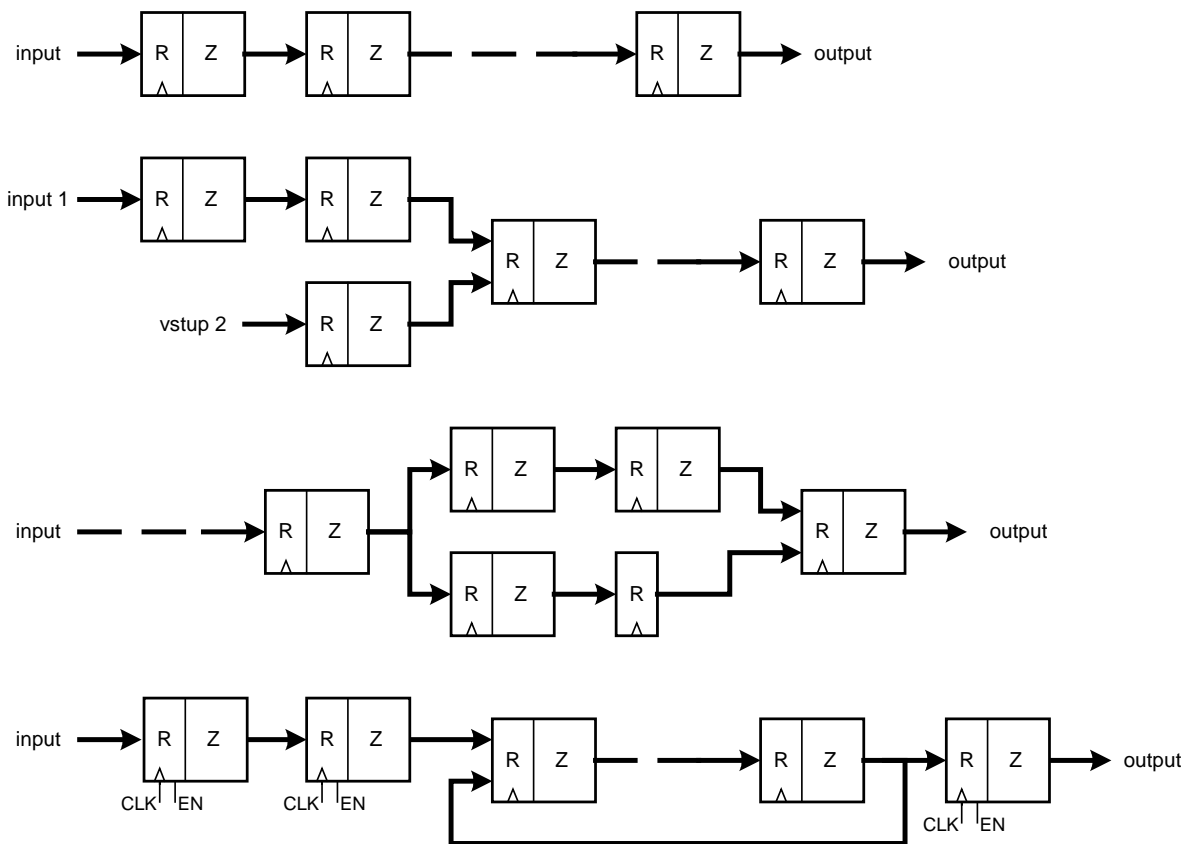 input R Z R Z R Z output
input 1 R Z R Z
R Z R Z output
vstup 2 R Z
R Z R Z
input R Z R Z output
R Z R
input R Z R Z R Z R Z R Z output
CLK EN CLK EN CLK EN